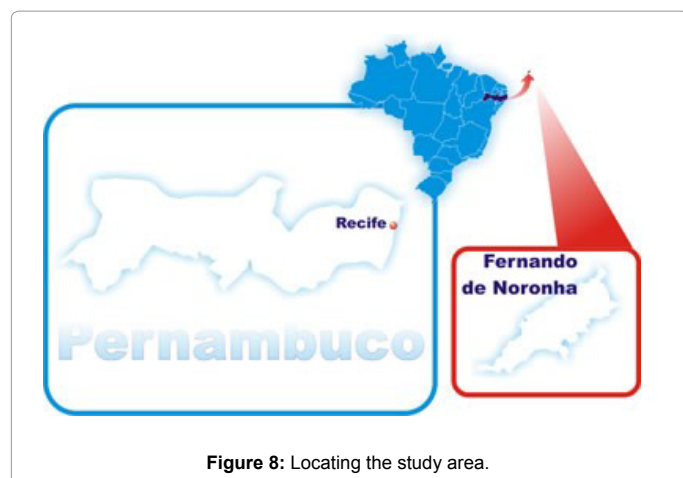 Recife
Pernambuco
Fernando
de Noronha
Figure 8: Locating the study area.